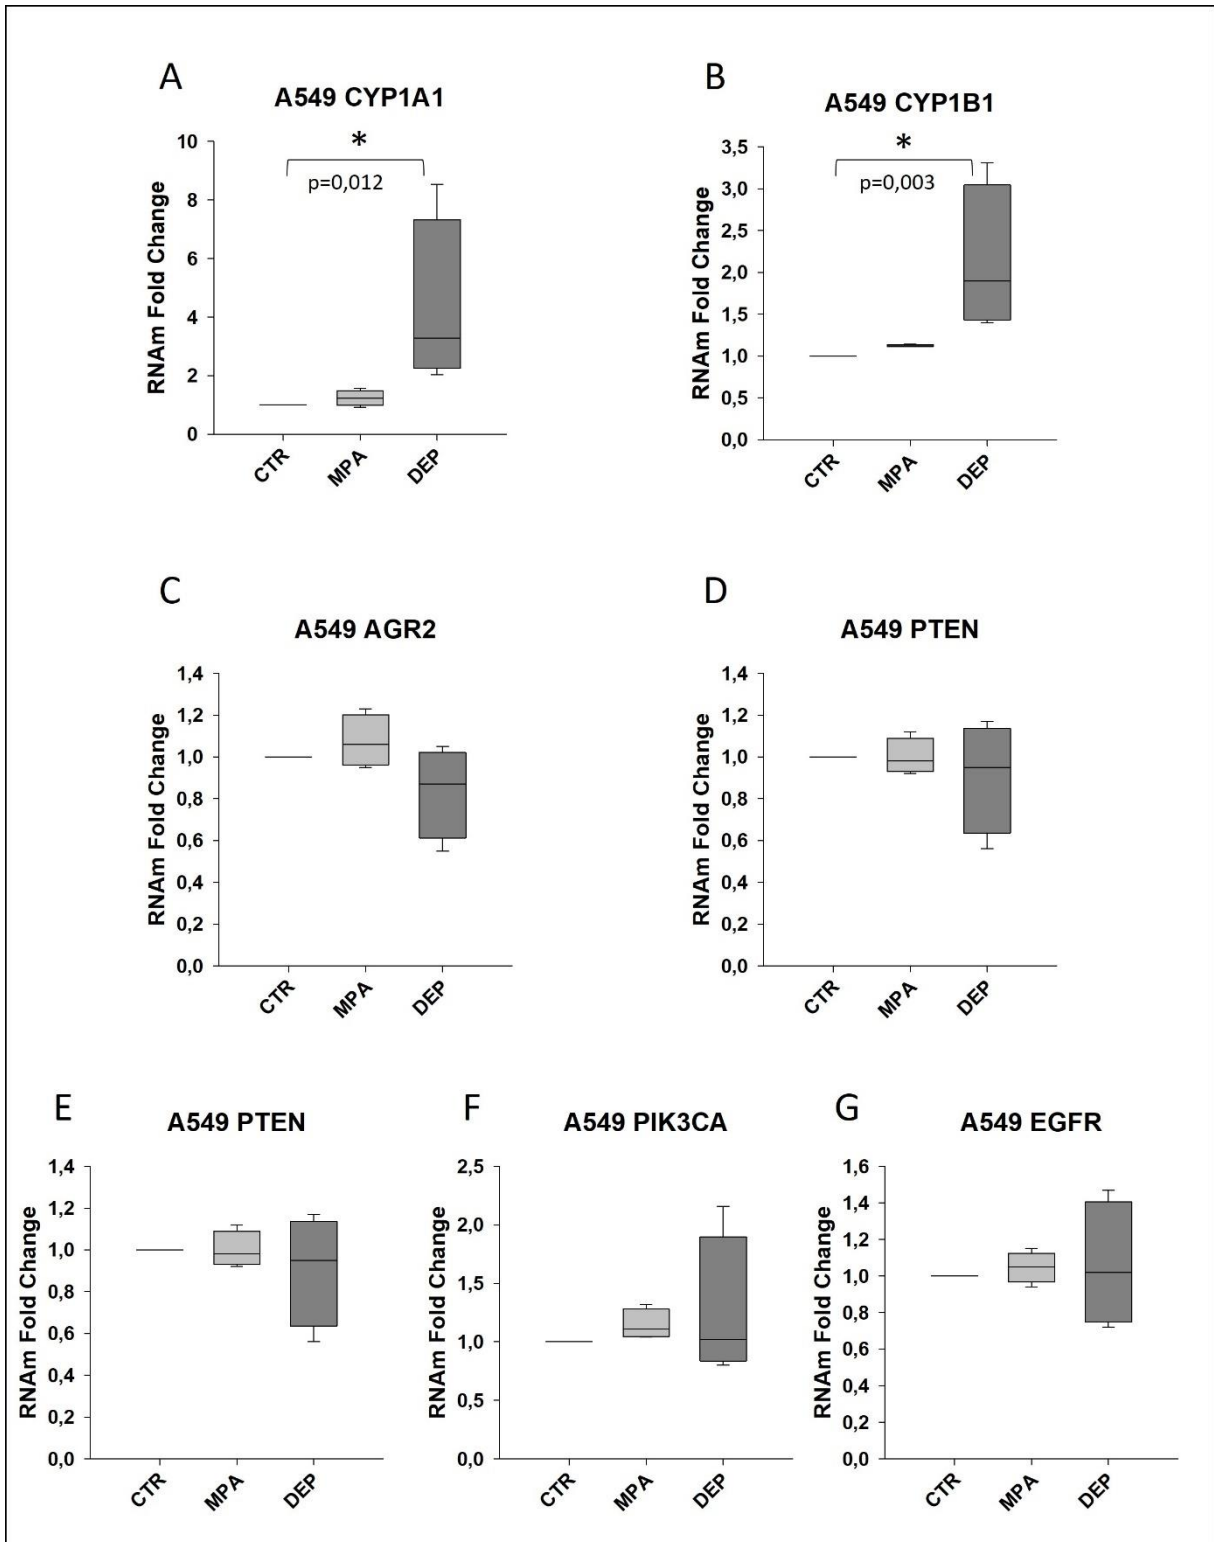 A
A549 CYP1A1
*
p=0,012
RNAm Fold Change
10
8
6
4
2
0
CTR
MPA
DEP
B
A549 CYP1B1
*
p=0,003
RNAm Fold Change
3,5
3,0
2,5
2,0
1,5
1,0
0,5
0,0
CTR
MPA
DEP
C
A549 AGR2
RNAm Fold Change
1,4
1,2
1,0
0,8
0,6
0,4
0,2
0,0
CTR
MPA
DEP
D
A549 PTEN
RNAm Fold Change
1,4
1,2
1,0
0,8
0,6
0,4
0,2
0,0
CTR
MPA
DEP
E
A549 PTEN
RNAm Fold Change
1,4
1,2
1,0
0,8
0,6
0,4
0,2
0,0
CTR
MPA
DEP
F
A549 PIK3CA
RNAm Fold Change
2,5
2,0
1,5
1,0
0,5
0,0
CTR
MPA
DEP
G
A549 EGFR
RNAm Fold Change
1,6
1,4
1,2
1,0
0,8
0,6
0,4
0,2
0,0
CTR
MPA
DEP